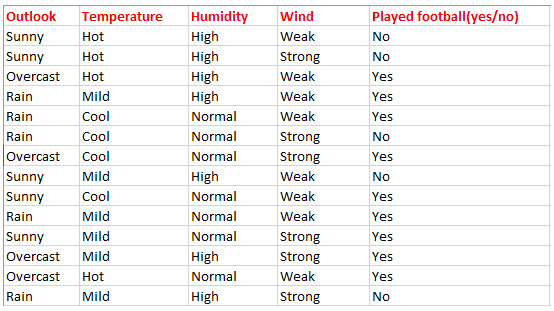 Outlook Temperature Humidity Wind Played football(yes/no)
Sunny Hot High Weak No
Sunny Hot High Strong No
Overcast Hot High Weak Yes
Rain Mild High Weak Yes
Rain Cool Normal Weak Yes
Rain Cool Normal Strong No
Overcast Cool Normal Strong Yes
Sunny Mild High Weak No
Sunny Cool Normal Weak Yes
Rain Mild Normal Weak Yes
Sunny Mild Normal Strong Yes
Overcast Mild High Strong Yes
Overcast Hot Normal Weak Yes
Rain Mild High Strong No